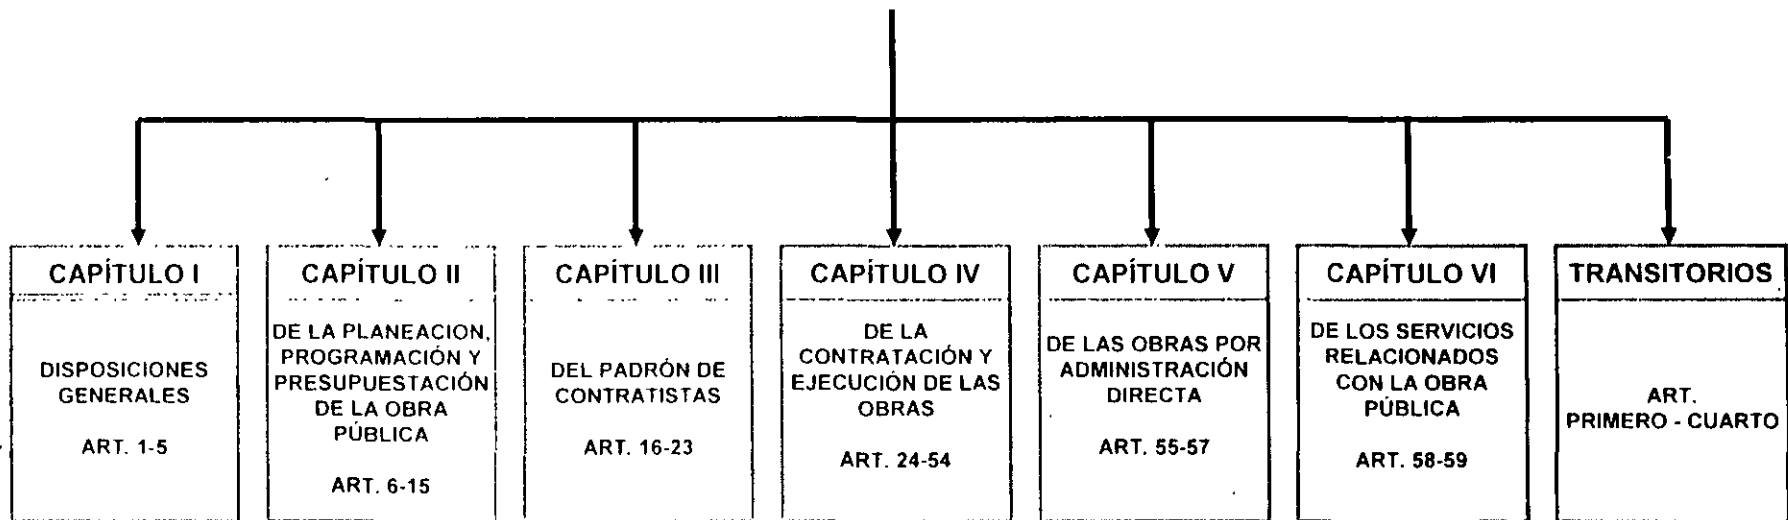 CAPÍTULO I
DISPOSICIONES
GENERALES
ART. 1-5
CAPÍTULO II
DE LA PLANEACION,
PROGRAMACIÓN Y
PRESUPUESTACIÓN
DE LA OBRA
PÚBLICA
ART. 6-15
CAPÍTULO III
DEL PADRÓN DE
CONTRATISTAS
ART. 16-23
CAPÍTULO IV
DE LA
CONTRATACIÓN Y
EJECUCIÓN DE LAS
OBRAS
ART. 24-54
CAPÍTULO V
DE LAS OBRAS POR
ADMINISTRACIÓN
DIRECTA
ART. 55-57
CAPÍTULO VI
DE LOS SERVICIOS
RELACIONADOS
CON LA OBRA
PÚBLICA
ART. 58-59
TRANSITORIOS
ART.
PRIMERO - CUARTO